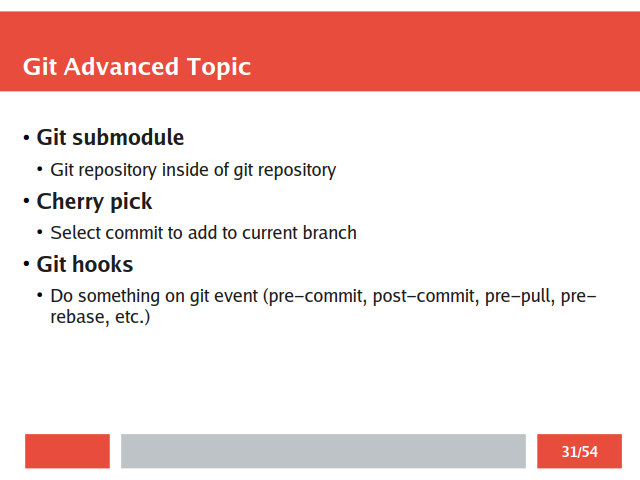 Git Advanced Topic
• Git submodule
• Git repository inside of git repository
• Cherry pick
• Select commit to add to current branch
• Git hooks
• Do something on git event (pre–commit, post–commit, pre–pull, pre–
rebase, etc.)
31/54